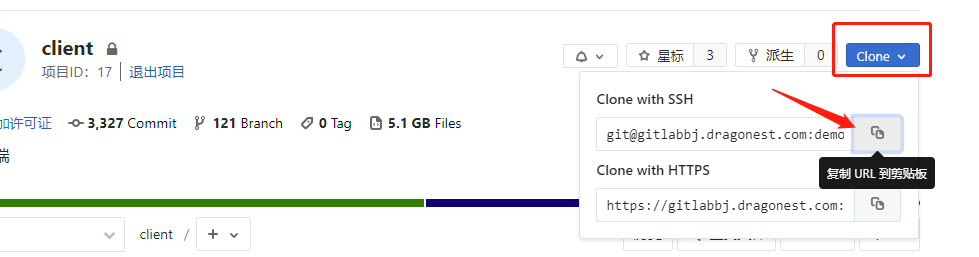 client
项目ID: 17 | 退出项目
星标 3 派生 0 Clone
加许可证 3,327 Commit 121 Branch 0 Tag 5.1 GB Files
端
Clone with SSH
git@gitlabbj.dragonest.com:demo
复制 URL 到剪贴板
Clone with HTTPS
https://gitlabbj.dragonest.com:
client / +